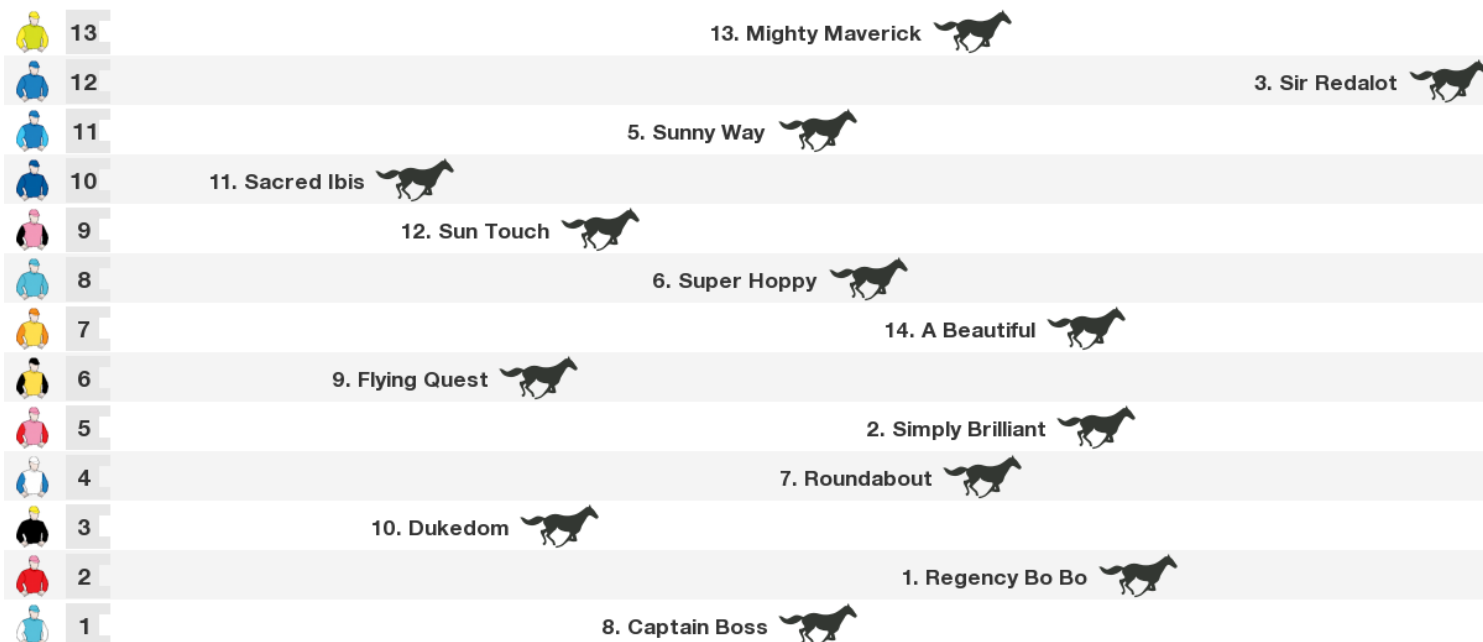 13 13. Mighty Maverick
12 3. Sir Redalot
11 5. Sunny Way
10 11. Sacred Ibis
9 12. Sun Touch
8 6. Super Hoppy
7 14. A Beautiful
6 9. Flying Quest
5 2. Simply Brilliant
4 7. Roundabout
3 10. Dukedom
2 1. Regency Bo Bo
1 8. Captain Boss